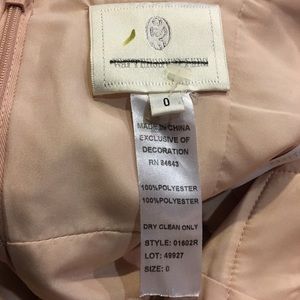 0
MADE IN CHINA
EXCLUSIVE OF
DECORATION
RN 84643
100%POLYESTER
100%POLYESTER
DRY CLEAN ONLY
STYLE: 01602R
LOT: 49927
SIZE: 0